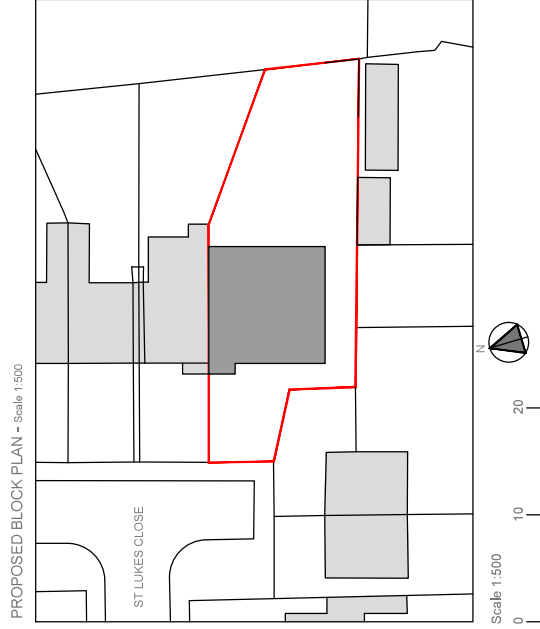 PROPOSED BLOCK PLAN - Scale 1:500
ST LUKES CLOSE
N
Scale 1:500
0 10 20